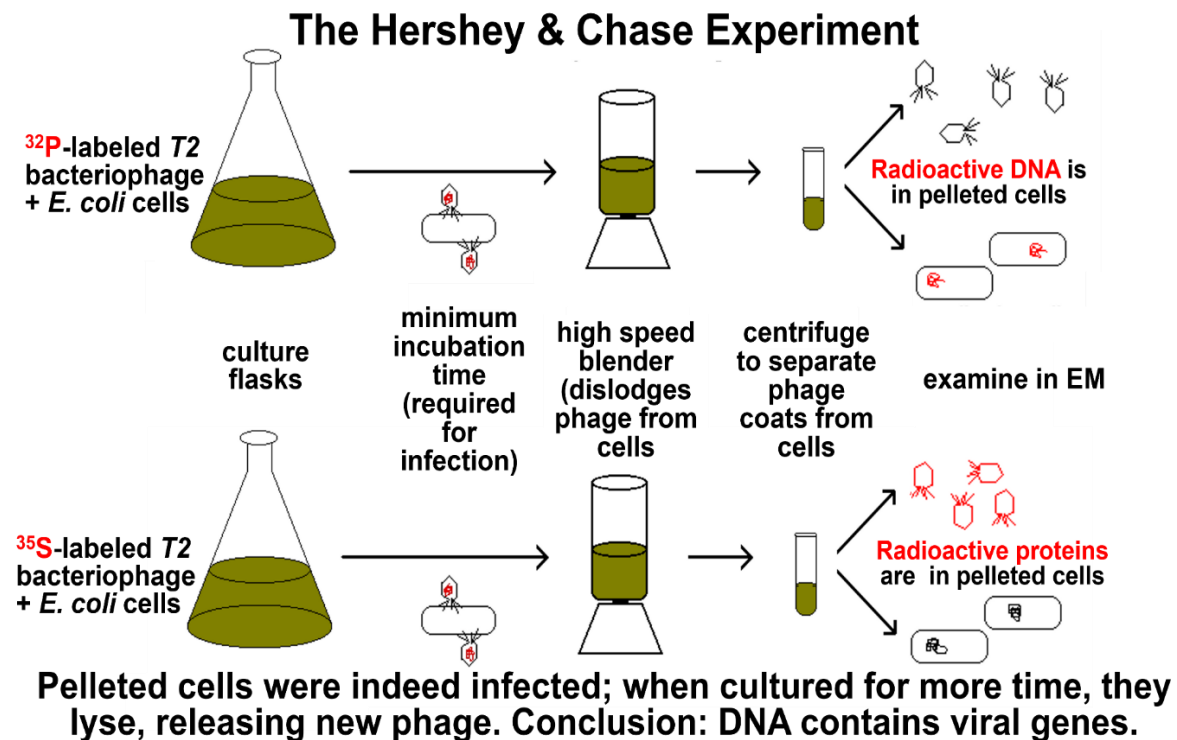 The Hershey & Chase Experiment
³²P-labeled T2
bacteriophage
+ E. coli cells
Radioactive DNA is
in pelleted cells
culture
flasks
minimum
incubation
time
(required
for
infection)
high speed
blender
(dislodges
phage from
cells
centrifuge
to separate
phage
coats from
cells
examine in EM
³⁵S-labeled T2
bacteriophage
+ E. coli cells
Radioactive proteins
are in pelleted cells
Pelleted cells were indeed infected; when cultured for more time, they
lyse, releasing new phage. Conclusion: DNA contains viral genes.